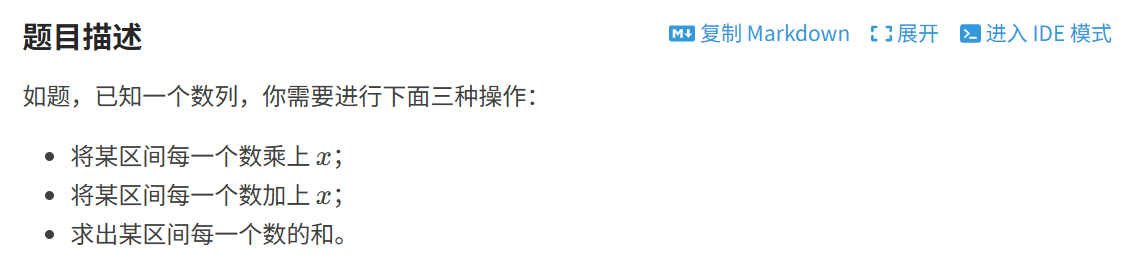 题目描述 复制 Markdown 展开 进入 IDE 模式
如题，已知一个数列，你需要进行下面三种操作：
将某区间每一个数乘上 x；
将某区间每一个数加上 x；
求出某区间每一个数的和。